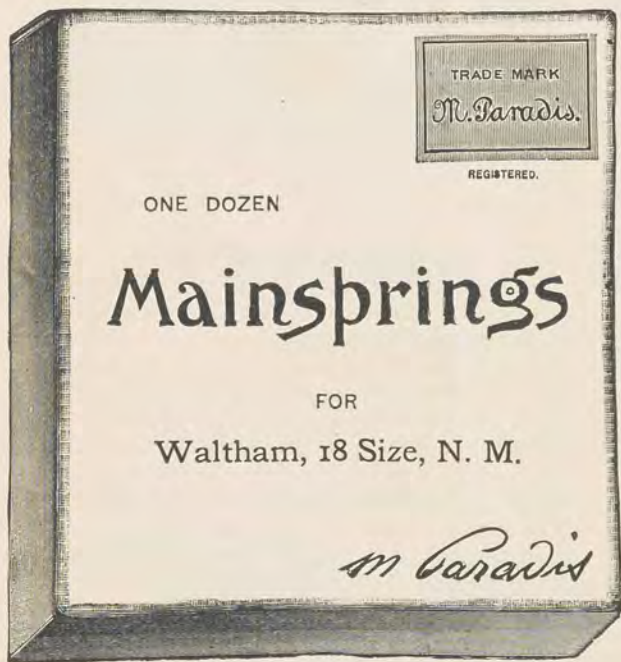 TRADE MARK
M. Paradis.
REGISTERED.
ONE DOZEN
Mainsprings
FOR
Waltham, 18 Size, N. M.
M Paradis